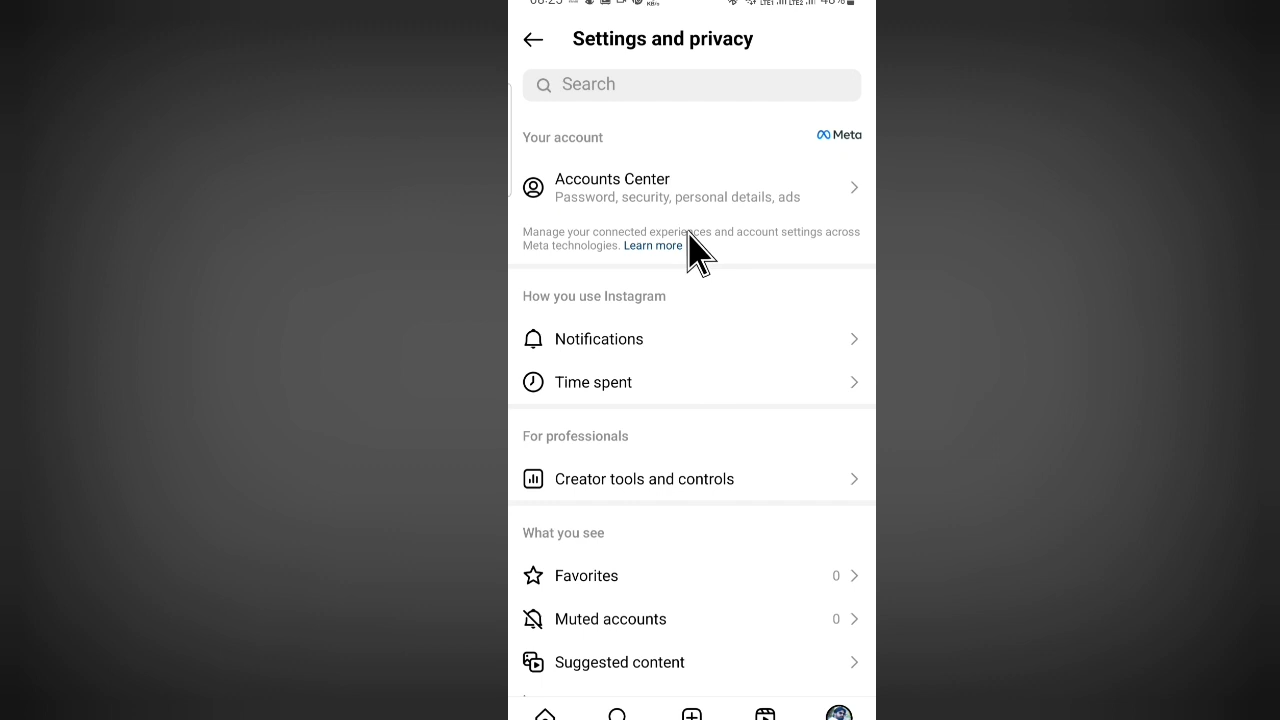 Settings and privacy
Search
Your account
Meta
Accounts Center
Password, security, personal details, ads
Manage your connected experiences and account settings across
Meta technologies. Learn more
How you use Instagram
Notifications
Time spent
For professionals
Creator tools and controls
What you see
Favorites 0
Muted accounts 0
Suggested content